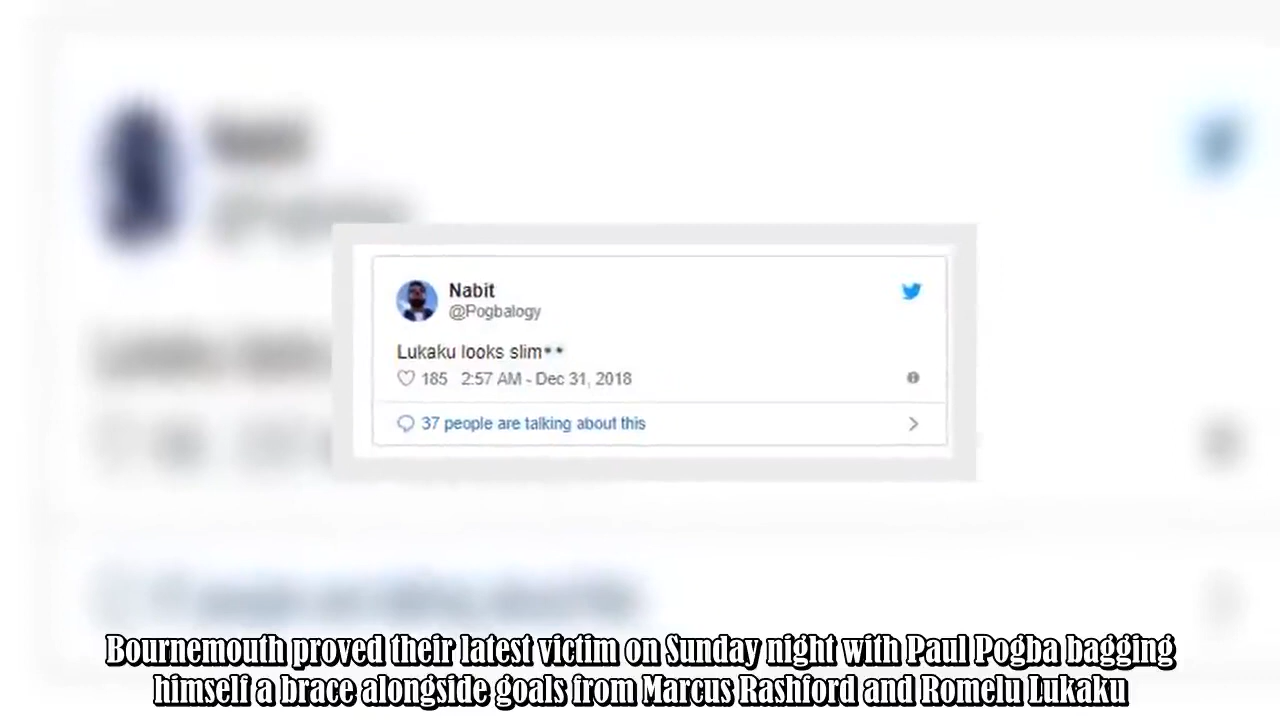 Nabit
@Pogbalogy
Lukaku looks slim••
185 2:57 AM - Dec 31, 2018
37 people are talking about this
Bournemouth proved their latest victim on Sunday night with Paul Pogba bagging
himself a brace alongside goals from Marcus Rashford and Romelu Lukaku